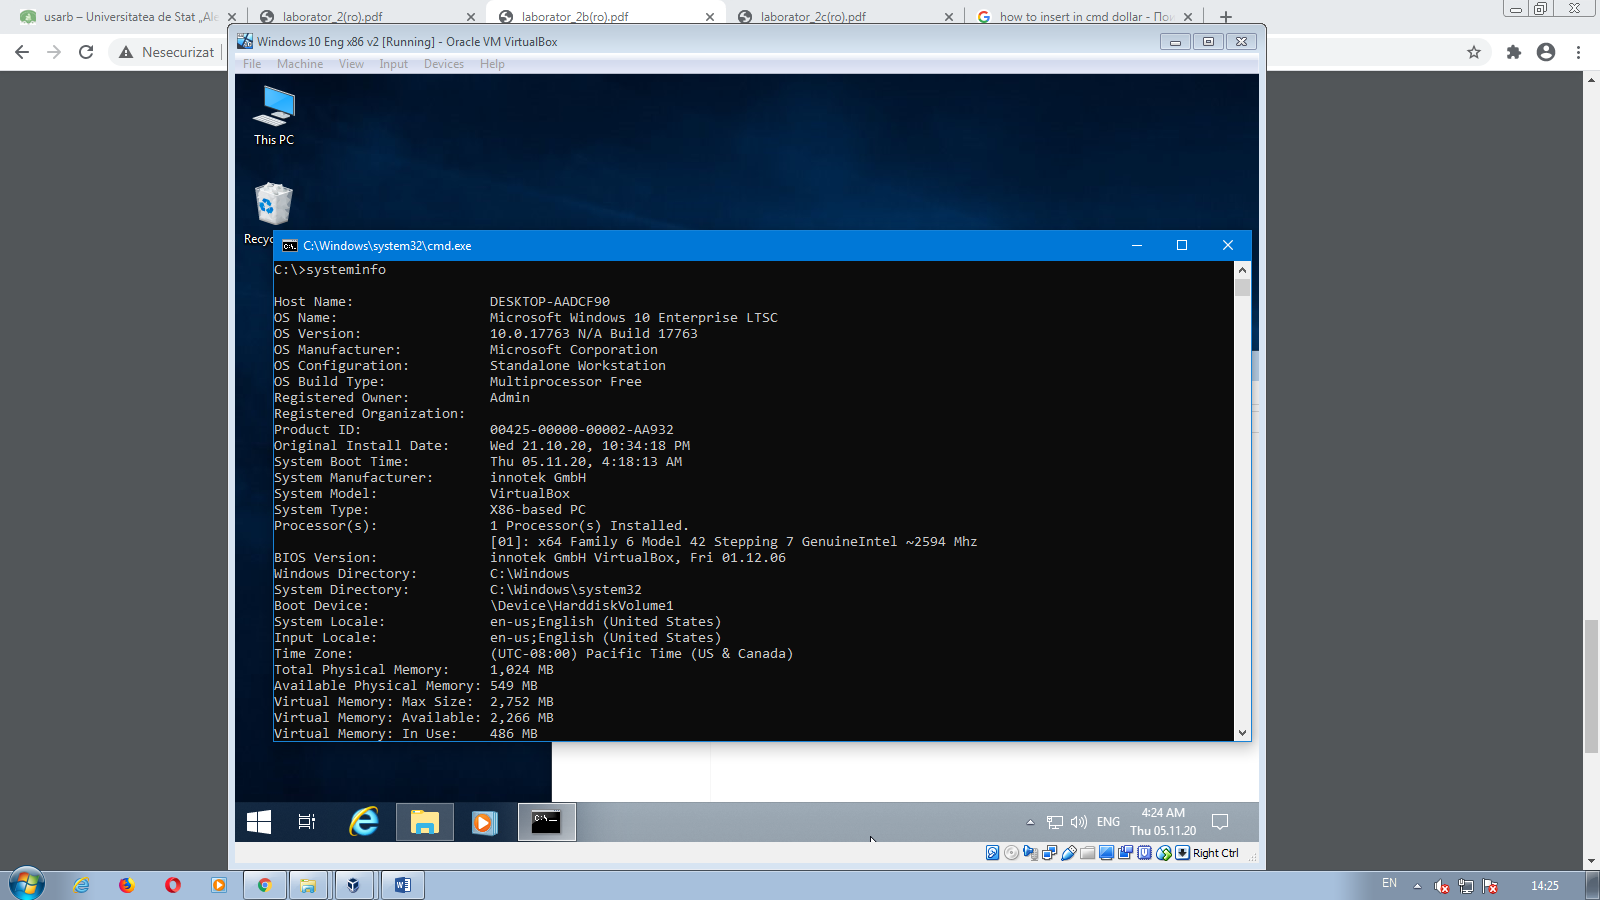 usarb – Universitatea de Stat „Ale
laborator_2(ro).pdf
laborator_2b(ro).pdf
laborator_2c(ro).pdf
how to insert in cmd dollar - Пои
Nesecurizat
Windows 10 Eng x86 v2 [Running] - Oracle VM VirtualBox
File Machine View Input Devices Help
This PC
Recyc
C:\Windows\system32\cmd.exe
C:\>systeminfo
Host Name: DESKTOP-AADCF90
OS Name: Microsoft Windows 10 Enterprise LTSC
OS Version: 10.0.17763 N/A Build 17763
OS Manufacturer: Microsoft Corporation
OS Configuration: Standalone Workstation
OS Build Type: Multiprocessor Free
Registered Owner: Admin
Registered Organization:
Product ID: 00425-00000-00002-AA932
Original Install Date: Wed 21.10.20, 10:34:18 PM
System Boot Time: Thu 05.11.20, 4:18:13 AM
System Manufacturer: innotek GmbH
System Model: VirtualBox
System Type: X86-based PC
Processor(s): 1 Processor(s) Installed.
[01]: x64 Family 6 Model 42 Stepping 7 GenuineIntel ~2594 Mhz
BIOS Version: innotek GmbH VirtualBox, Fri 01.12.06
Windows Directory: C:\Windows
System Directory: C:\Windows\system32
Boot Device: \Device\HarddiskVolume1
System Locale: en-us;English (United States)
Input Locale: en-us;English (United States)
Time Zone: (UTC-08:00) Pacific Time (US & Canada)
Total Physical Memory: 1,024 MB
Available Physical Memory: 549 MB
Virtual Memory: Max Size: 2,752 MB
Virtual Memory: Available: 2,266 MB
Virtual Memory: In Use: 486 MB
ENG
4:24 AM
Thu 05.11.20
Right Ctrl
EN
14:25